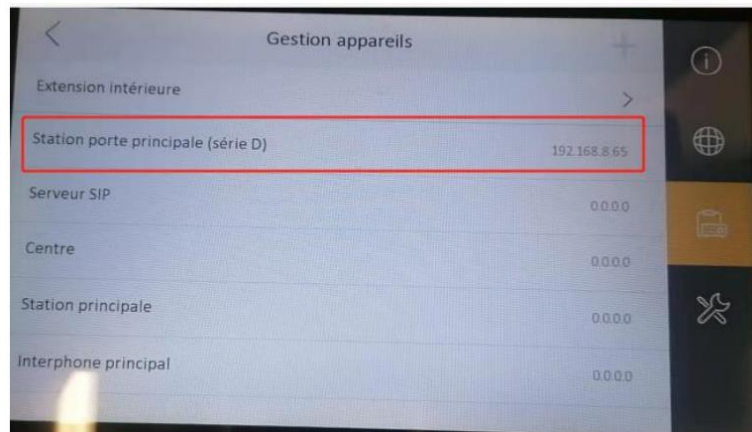 Gestion appareils
Extension intérieure
Station porte principale (série D) 192.168.8.65
Serveur SIP 0.0.0.0
Centre 0.0.0.0
Station principale 0.0.0.0
Interphone principal 0.0.0.0